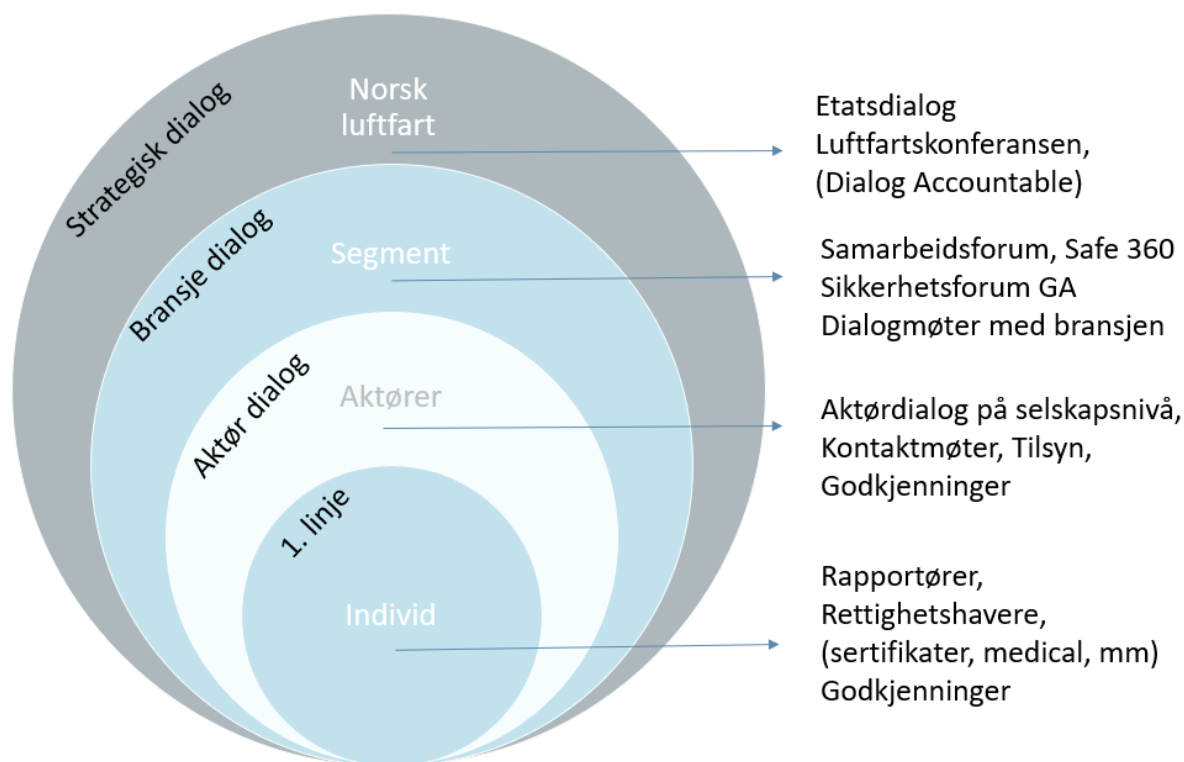 Strategisk dialog
Norsk
luftfart
Etatsdialog
Luftfartskonferansen,
(Dialog Accountable)
Bransje dialog
Segment
Samarbeidsforum, Safe 360
Sikkerhetsforum GA
Dialogmøter med bransjen
Aktør dialog
Aktører
Aktørdialog på selskapsnivå,
Kontaktmøter, Tilsyn,
Godkjenninger
1. linje
Individ
Rapportører,
Rettighetshavere,
(sertifikater, medical, mm)
Godkjenninger